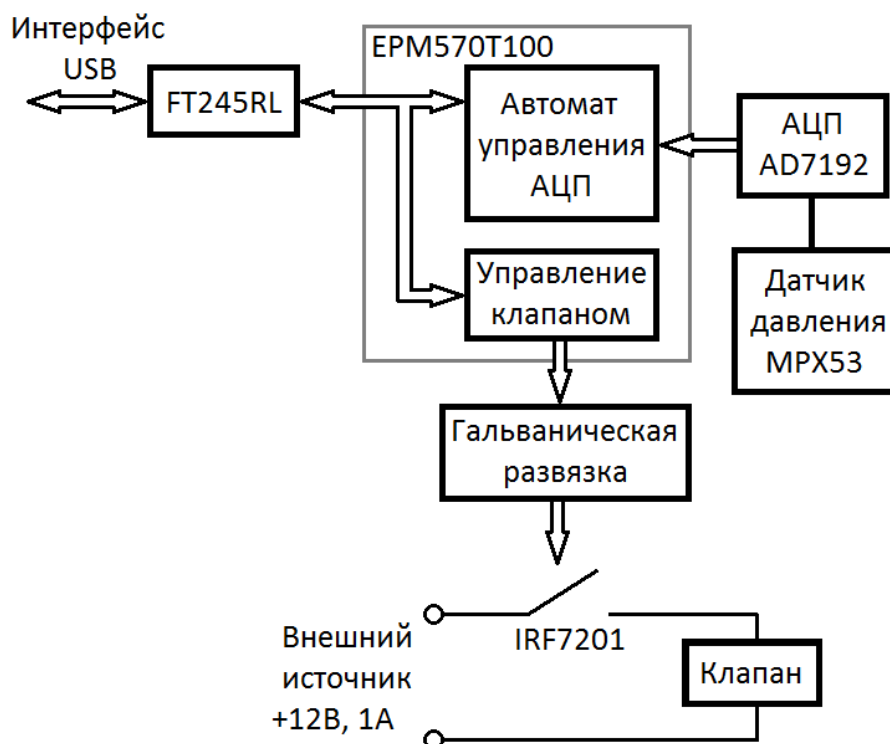 Интерфейс
USB
FT245RL
EPM570T100
Автомат
управления
АЦП
АЦП
AD7192
Управление
клапаном
Датчик
давления
MPX53
Гальваническая
развязка
IRF7201
Внешний
источник
+12В, 1А
Клапан